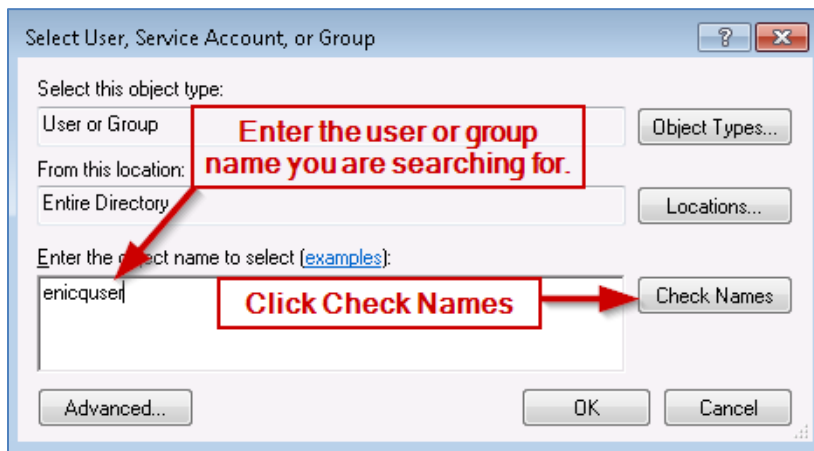 Select User, Service Account, or Group
?
Select this object type:
User or Group
Object Types...
Enter the user or group
name you are searching for.
From this location:
Entire Directory
Locations...
Enter the object name to select (examples):
enicquser
Click Check Names
Check Names
Advanced...
OK
Cancel